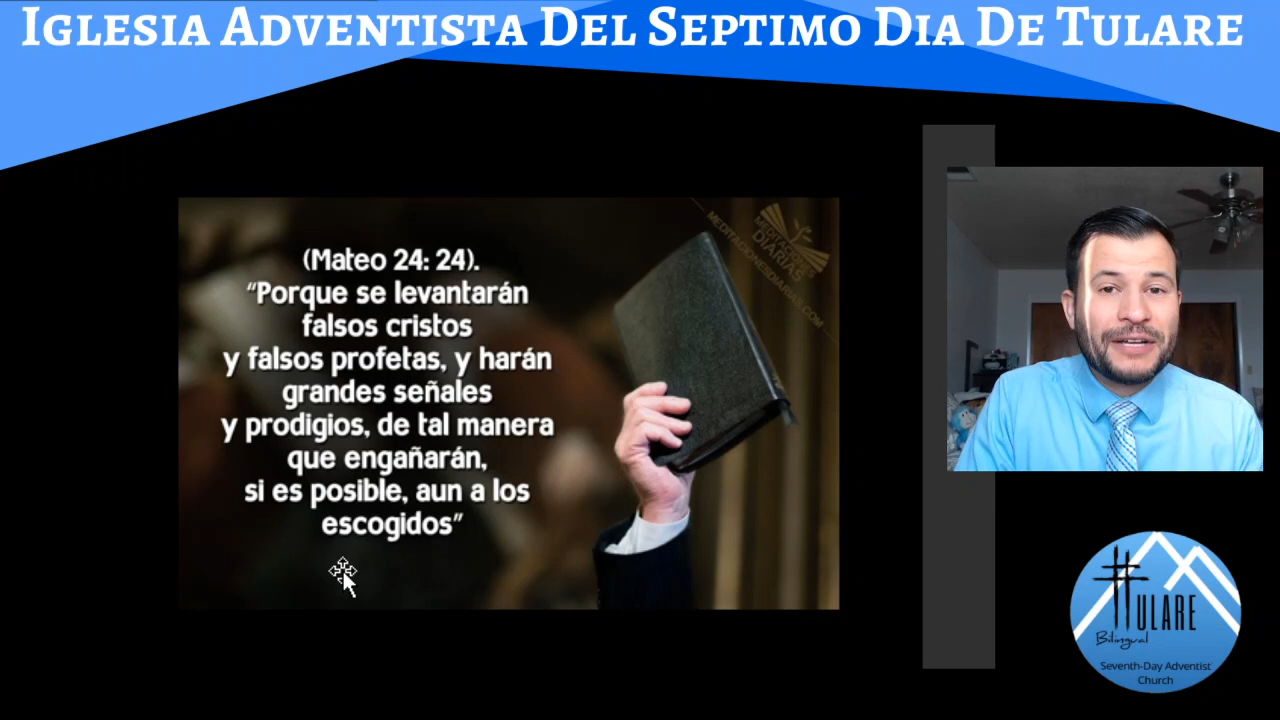 Iglesia Adventista Del Septimo Dia De Tulare
(Mateo 24: 24).
“Porque se levantarán
falsos cristos
y falsos profetas, y harán
grandes señales
y prodigios, de tal manera
que engañarán,
si es posible, aun a los
escogidos”
MEDITACIONES
DIARIAS
MEDITACIONESDIARIAS.COM
TULARE
Bilingual
Seventh-Day Adventist
Church